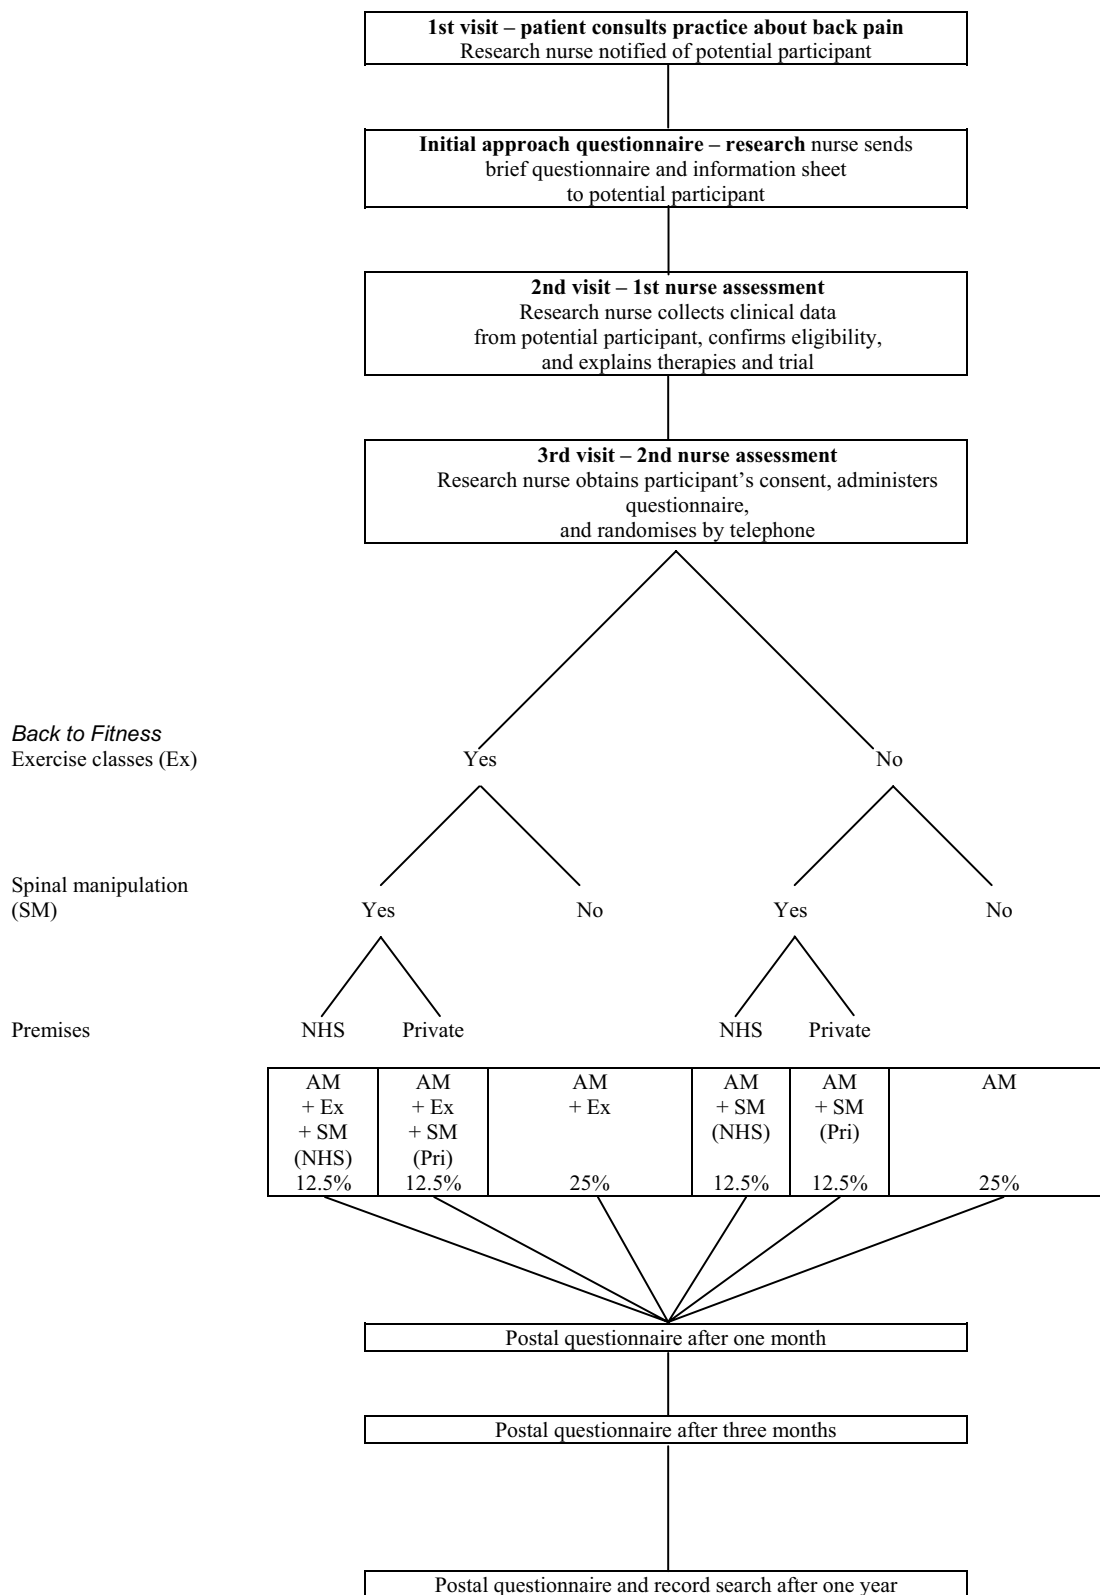 1st visit – patient consults practice about back pain
Research nurse notified of potential participant
Initial approach questionnaire – research nurse sends
brief questionnaire and information sheet
to potential participant
2nd visit – 1st nurse assessment
Research nurse collects clinical data
from potential participant, confirms eligibility,
and explains therapies and trial
3rd visit – 2nd nurse assessment
Research nurse obtains participant’s consent, administers
questionnaire,
and randomises by telephone
Back to Fitness
Exercise classes (Ex) Yes No
Spinal manipulation
(SM) Yes No Yes No
Premises NHS Private NHS Private
AM AM AM AM AM AM
+ Ex + Ex + Ex + SM + SM
+ SM + SM (NHS) (Pri)
(NHS) (Pri)
12.5% 12.5% 25% 12.5% 12.5% 25%
Postal questionnaire after one month
Postal questionnaire after three months
Postal questionnaire and record search after one year